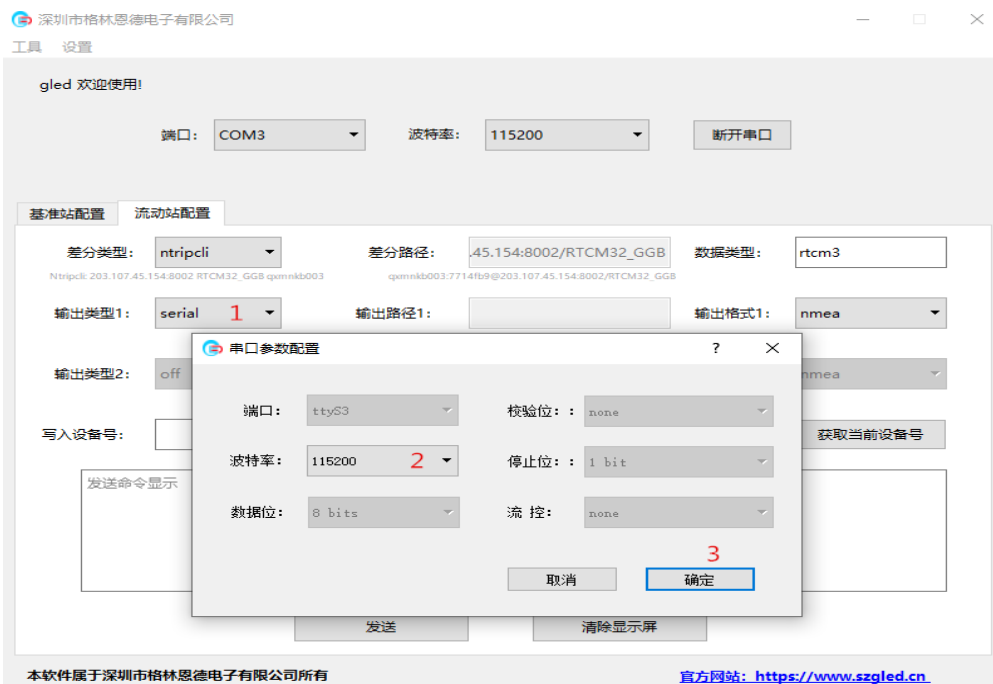 深圳市格林恩德电子有限公司
工具 设置
gled 欢迎使用!
端口: COM3 波特率: 115200 断开串口
基准站配置 流动站配置
差分类型: ntripcli 差分路径: .45.154:8002/RTCM32_GGB 数据类型: rtcm3
Ntripcli: 203.107.45.154:8002 RTCM32_GGB qxmnkb003 qxmnkb003:7714fb9@203.107.45.154:8002/RTCM32_GGB
输出类型1: serial 1 输出路径1: 输出格式1: nmea
串口参数配置 ?
输出类型2: off nmea
端口: ttyS3 校验位: : none
写入设备号: 获取当前设备号
波特率: 115200 2 停止位: : 1 bit
发送命令显示
数据位: 8 bits 流 控: none
3
取消 确定
发送 清除显示屏
本软件属于深圳市格林恩德电子有限公司所有 官方网站: https://www.szgled.cn